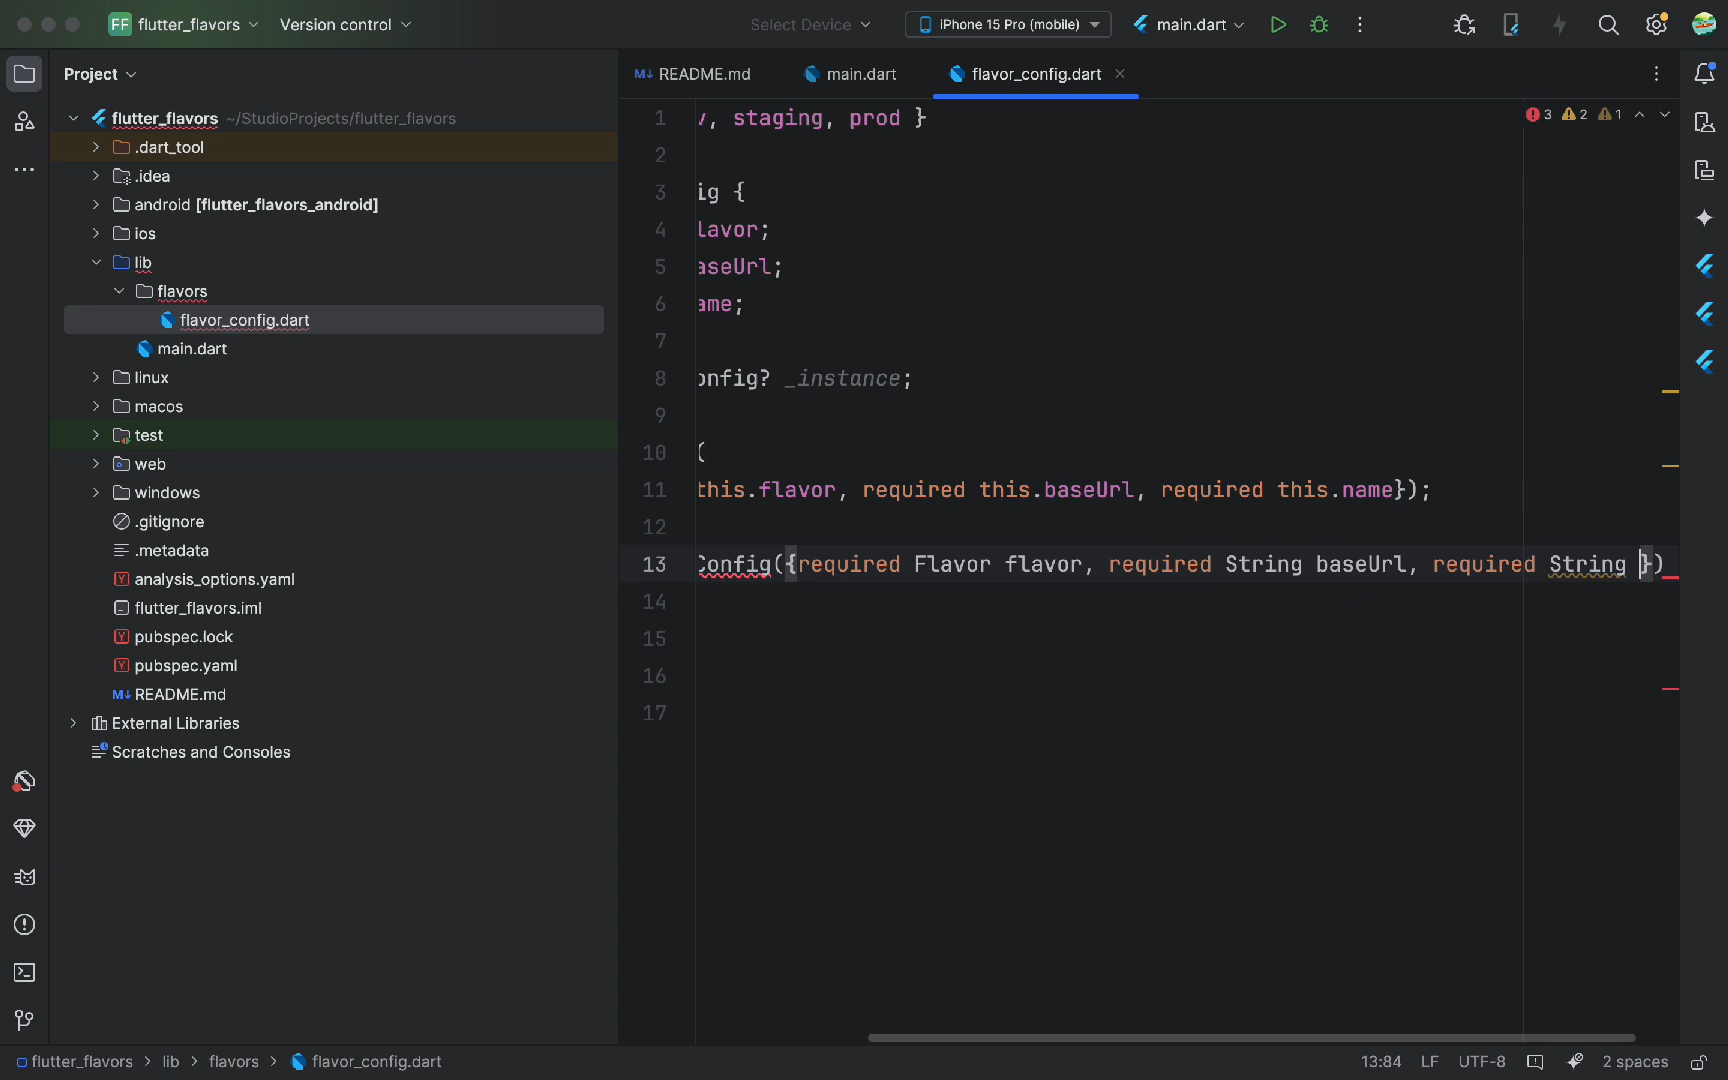 FF flutter_flavors
Version control
Select Device
iPhone 15 Pro (mobile)
main.dart
Project
README.md
main.dart
flavor_config.dart
flutter_flavors ~/StudioProjects/flutter_flavors
.dart_tool
.idea
android [flutter_flavors_android]
ios
lib
flavors
flavor_config.dart
main.dart
linux
macos
test
web
windows
.gitignore
.metadata
analysis_options.yaml
flutter_flavors.iml
pubspec.lock
pubspec.yaml
README.md
External Libraries
Scratches and Consoles
3 2 1
1 v, staging, prod }
2
3 ig {
4 lavor;
5 aseUrl;
6 ame;
7
8 onfig? _instance;
9
10 (
11 this.flavor, required this.baseUrl, required this.name});
12
13 Config({required Flavor flavor, required String baseUrl, required String })
14
15
16
17
flutter_flavors > lib > flavors > flavor_config.dart
13:84 LF UTF-8 2 spaces